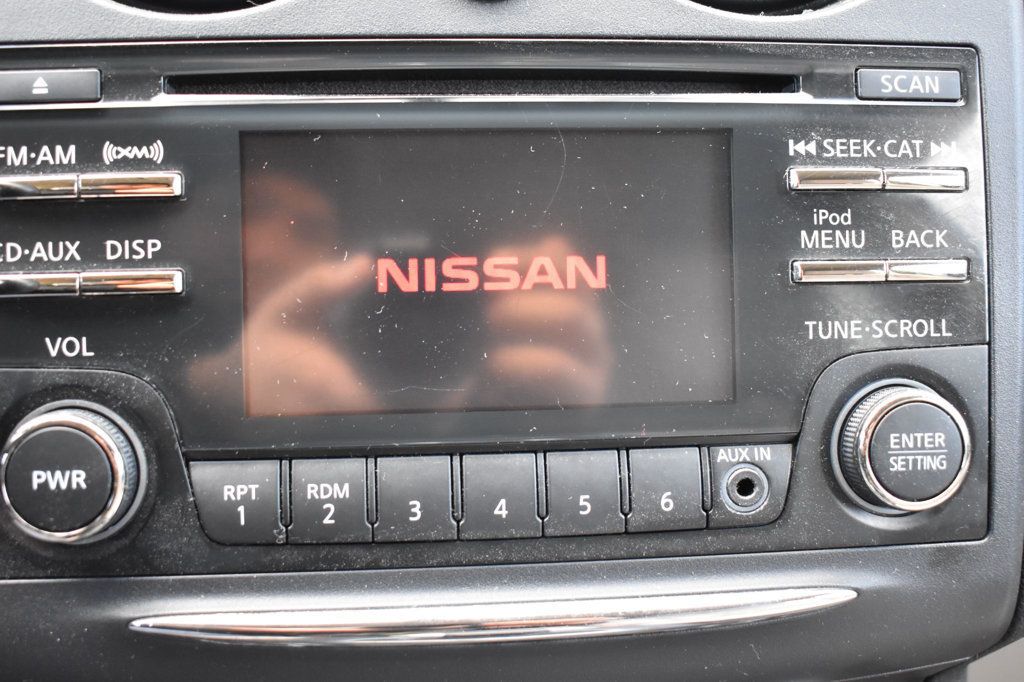 SCAN
FM·AM
((XM))
SEEK·CAT
CD·AUX
DISP
iPod
MENU
BACK
NISSAN
VOL
TUNE·SCROLL
PWR
ENTER
SETTING
AUX IN
RPT
1
RDM
2
3
4
5
6